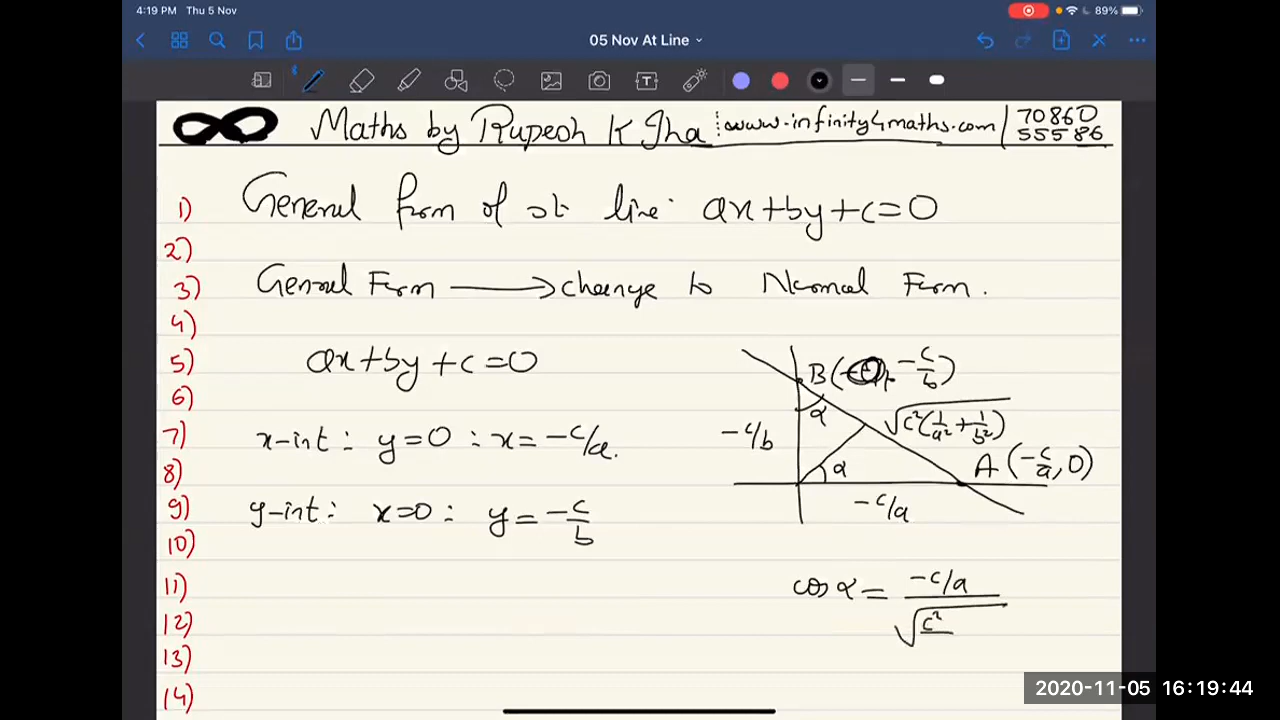 4:19 PM Thu 5 Nov
89%
05 Nov At Line
Maths by Rupesh K Jha www.infinity4maths.com / 70860 55586
1) General form of st. line: ax+by+c=0
2)
3) General Form → change to Normal Form.
4)
5) ax+by+c=0
6)
7) x-int: y=0 : x=-c/a.
8)
9) y-int: x=0 : y=-c/b
10)
11)
12)
13)
14)
B(0, -c/b)
α
√c²(1/a²+1/b²)
-c/b
A(-c/a, 0)
α
-c/a
cos α = -c/a
√c²
2020-11-05 16:19:44